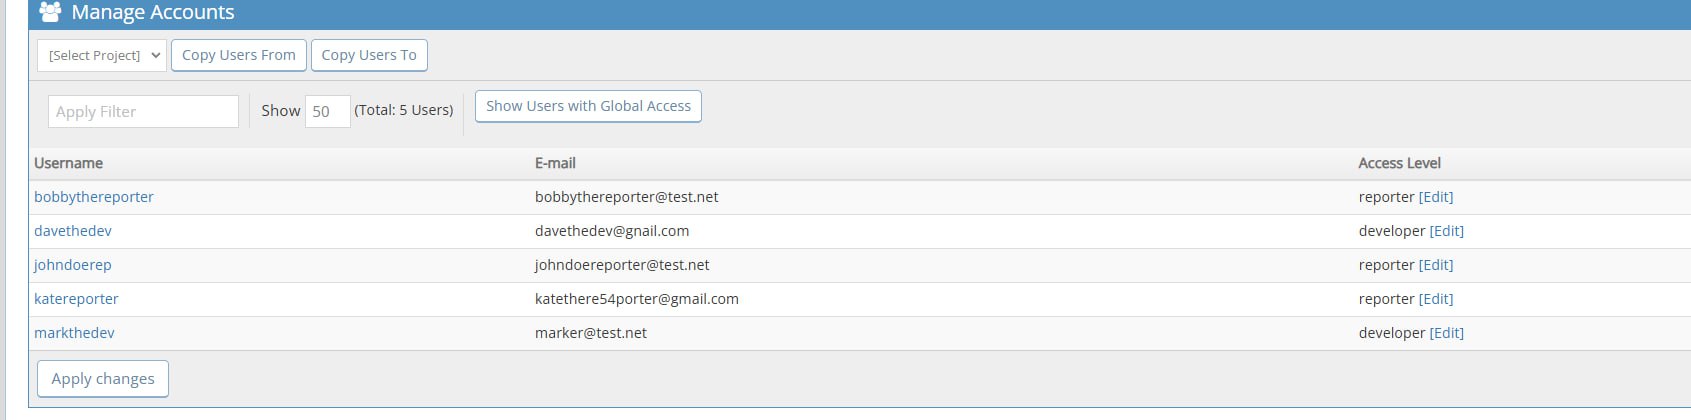 Manage Accounts
[Select Project] Copy Users From Copy Users To
Apply Filter Show 50 (Total: 5 Users) Show Users with Global Access
Username E-mail Access Level
bobbythereporter bobbythereporter@test.net reporter [Edit]
davethedev davethedev@gnail.com developer [Edit]
johndoerep johndoereporter@test.net reporter [Edit]
katereporter katethere54porter@gmail.com reporter [Edit]
markthedev marker@test.net developer [Edit]
Apply changes